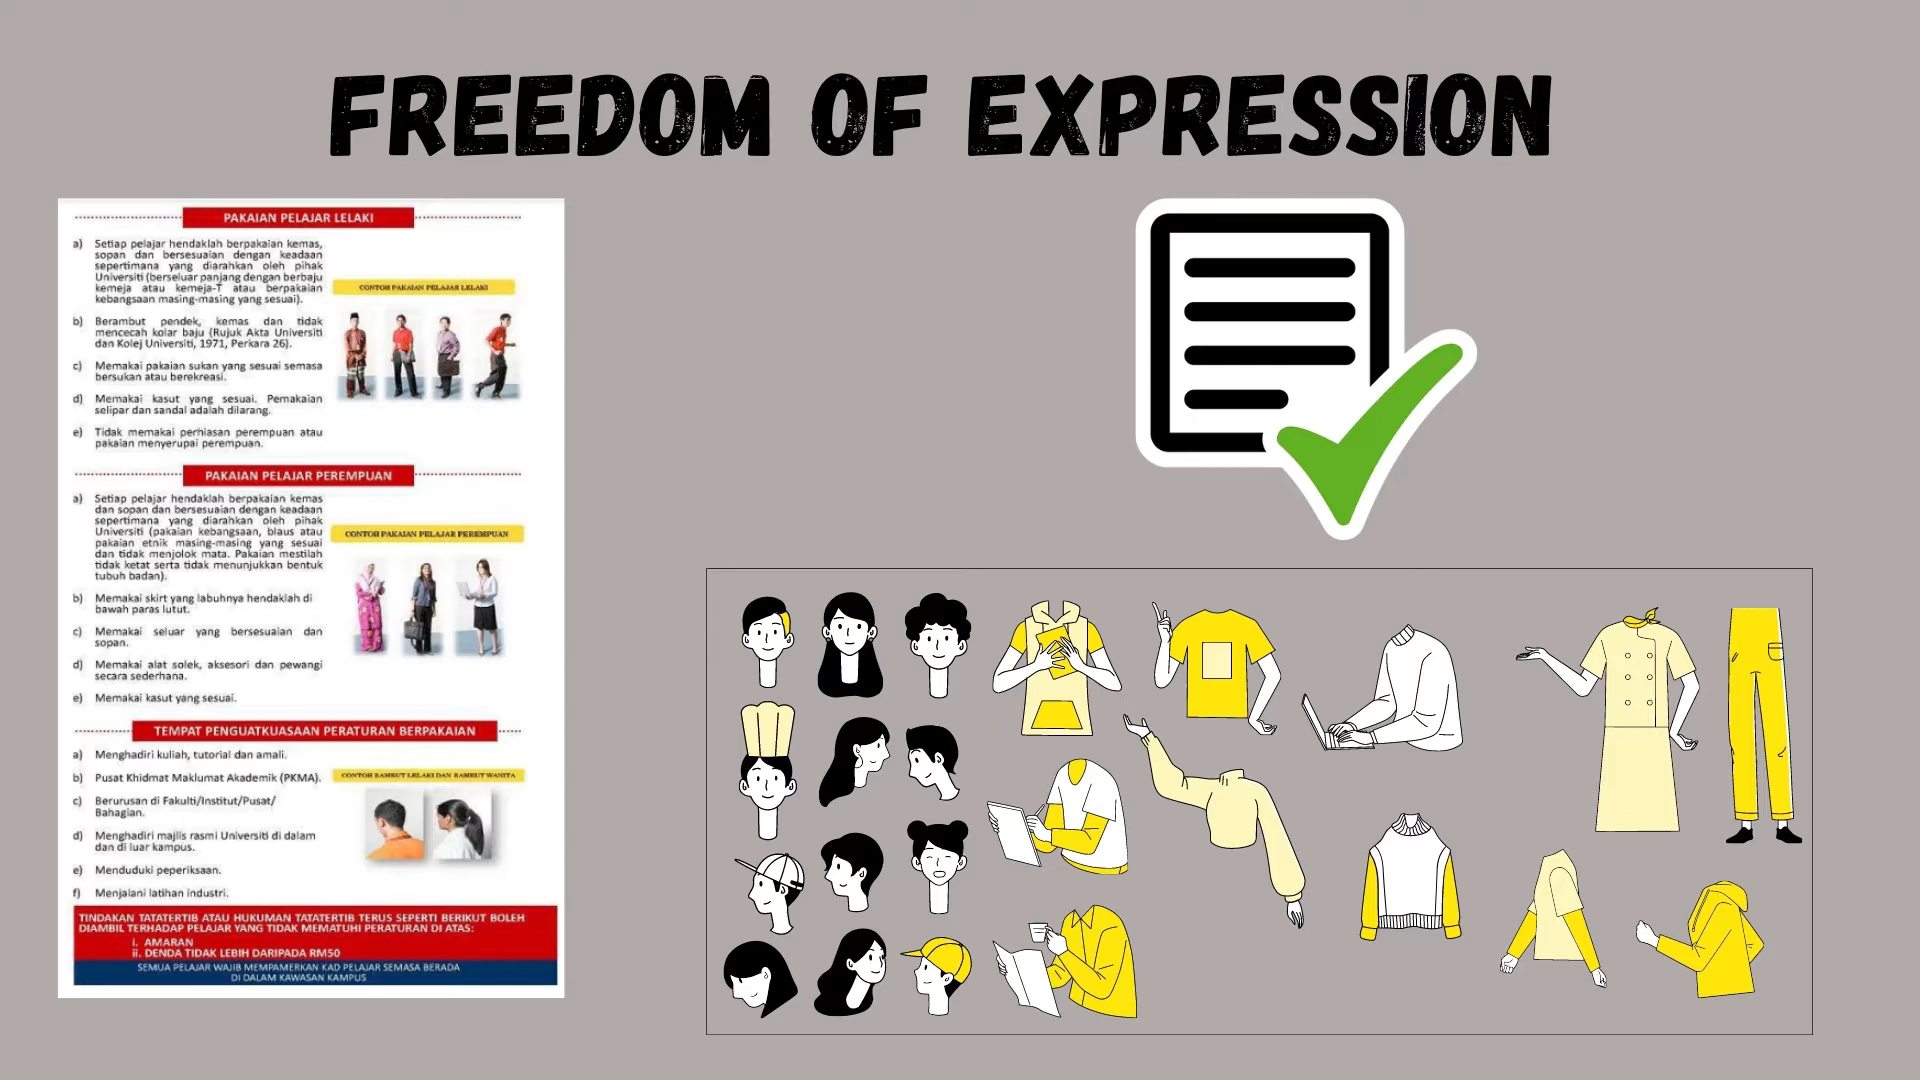 FREEDOM OF EXPRESSION
PAKAIAN PELAJAR LELAKI
a) Setiap pelajar hendaklah berpakaian kemas,
sopan dan bersesuaian dengan keadaan
sepertimana yang diarahkan oleh pihak
Universiti (berseluar panjang dengan berbaju
kemeja atau kemeja-T atau berpakaian
kebangsaan masing-masing yang sesuai).
b) Berambut pendek, kemas dan tidak
mencecah kolar baju (Rujuk Akta Universiti
dan Kolej Universiti, 1971, Perkara 26).
c) Memakai pakaian sukan yang sesuai semasa
bersukan atau berekreasi.
d) Memakai kasut yang sesuai. Pemakaian
selipar dan sandal adalah dilarang.
e) Tidak memakai perhiasan perempuan atau
pakaian menyerupai perempuan.
CONTOH PAKAIAN PELAJAR LELAKI
PAKAIAN PELAJAR PEREMPUAN
a) Setiap pelajar hendaklah berpakaian kemas
dan sopan dan bersesuaian dengan keadaan
sepertimana yang diarahkan oleh pihak
Universiti (pakaian kebangsaan, blaus atau
pakaian etnik masing-masing yang sesuai
dan tidak menjolok mata. Pakaian mestilah
tidak ketat serta tidak menunjukkan bentuk
tubuh badan).
b) Memakai skirt yang labuhnya hendaklah di
bawah paras lutut.
c) Memakai seluar yang bersesuaian dan
sopan.
d) Memakai alat solek, aksesori dan pewangi
secara sederhana.
e) Memakai kasut yang sesuai.
CONTOH PAKAIAN PELAJAR PEREMPUAN
TEMPAT PENGUATKUASAAN PERATURAN BERPAKAIAN
a) Menghadiri kuliah, tutorial dan amali.
b) Pusat Khidmat Maklumat Akademik (PKMA).
c) Berurusan di Fakulti/Institut/Pusat/
Bahagian.
d) Menghadiri majlis rasmi Universiti di dalam
dan di luar kampus.
e) Menduduki peperiksaan.
f) Menjalani latihan industri.
CONTOH RAMBUT LELAKI DAN RAMBUT WANITA
TINDAKAN TATATERTIB ATAU HUKUMAN TATATERTIB TERUS SEPERTI BERIKUT BOLEH
DIAMBIL TERHADAP PELAJAR YANG TIDAK MEMATUHI PERATURAN DI ATAS:
i. AMARAN
ii. DENDA TIDAK LEBIH DARIPADA RM50
SEMUA PELAJAR WAJIB MEMPAMERKAN KAD PELAJAR SEMASA BERADA
DI DALAM KAWASAN KAMPUS